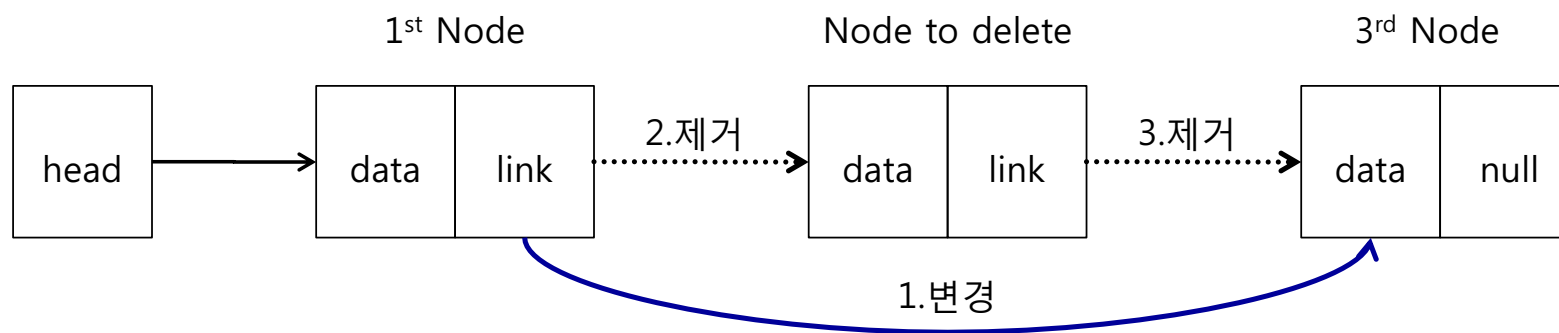 1st Node
Node to delete
3rd Node
head
data
link
2.제거
data
link
3.제거
data
null
1.변경